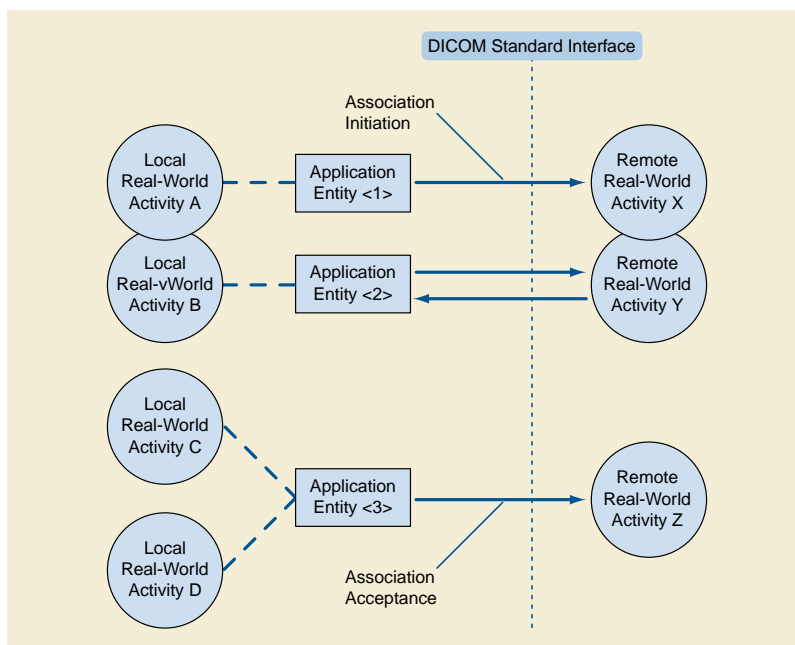 DICOM Standard Interface
Association
Initiation
Local
Real-World
Activity A
Application
Entity <1>
Remote
Real-World
Activity X
Local
Real-vWorld
Activity B
Application
Entity <2>
Remote
Real-World
Activity Y
Local
Real-World
Activity C
Application
Entity <3>
Remote
Real-World
Activity Z
Local
Real-World
Activity D
Association
Acceptance